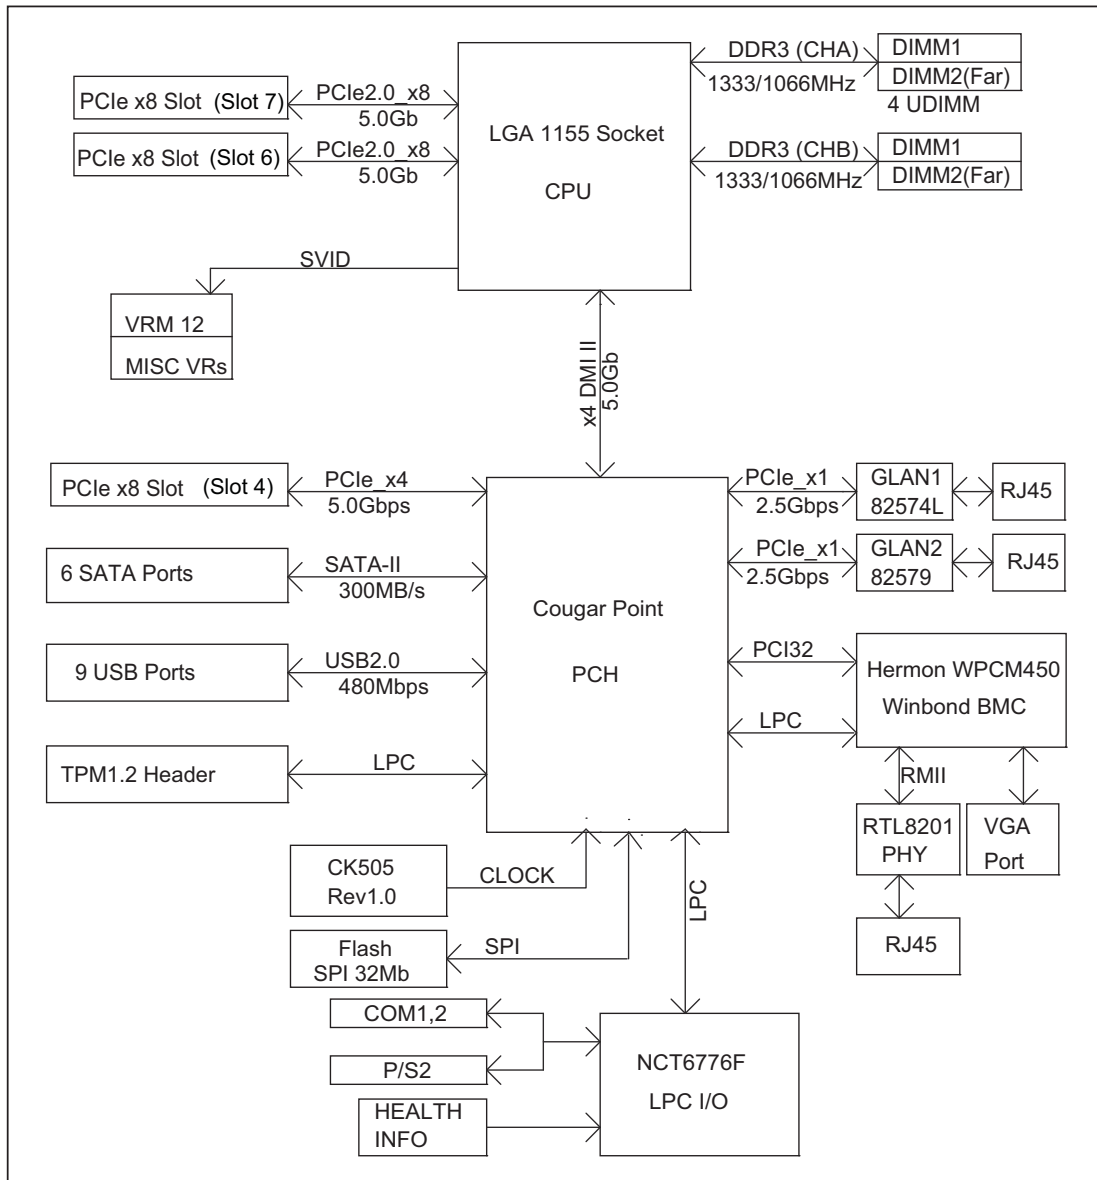 PCIe x8 Slot (Slot 7)
PCIe2.0_x8
5.0Gb
PCIe x8 Slot (Slot 6)
PCIe2.0_x8
5.0Gb
LGA 1155 Socket
CPU
DDR3 (CHA)
1333/1066MHz
DIMM1
DIMM2(Far)
4 UDIMM
DDR3 (CHB)
1333/1066MHz
DIMM1
DIMM2(Far)
SVID
VRM 12
MISC VRs
x4 DMI II
5.0Gb
PCIe x8 Slot (Slot 4)
PCIe_x4
5.0Gbps
6 SATA Ports
SATA-II
300MB/s
9 USB Ports
USB2.0
480Mbps
TPM1.2 Header
LPC
Cougar Point
PCH
PCIe_x1
2.5Gbps
GLAN1
82574L
RJ45
PCIe_x1
2.5Gbps
GLAN2
82579
RJ45
PCI32
LPC
Hermon WPCM450
Winbond BMC
RMII
RTL8201
PHY
VGA
Port
RJ45
CK505
Rev1.0
CLOCK
Flash
SPI 32Mb
SPI
LPC
COM1,2
P/S2
HEALTH
INFO
NCT6776F
LPC I/O